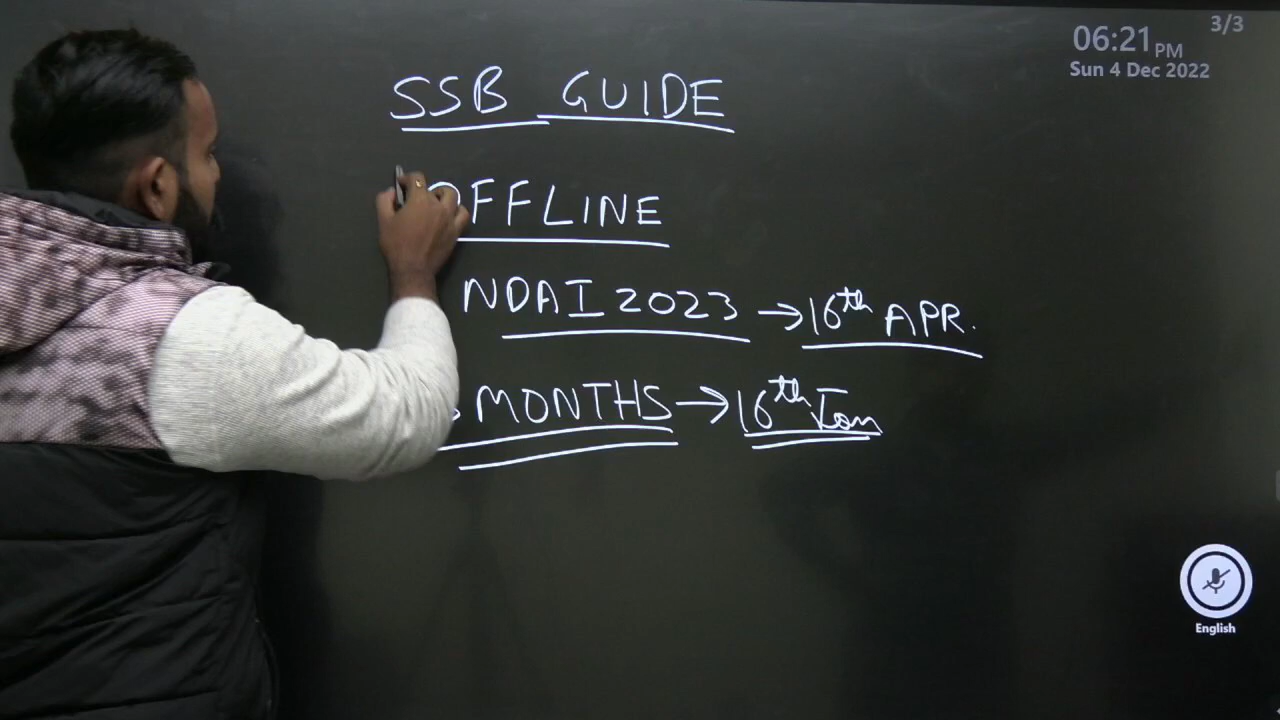 3/3
06:21 PM
Sun 4 Dec 2022
SSB GUIDE
OFFLINE
NDA I 2023 → 16th APR.
MONTHS → 16th Jan
English